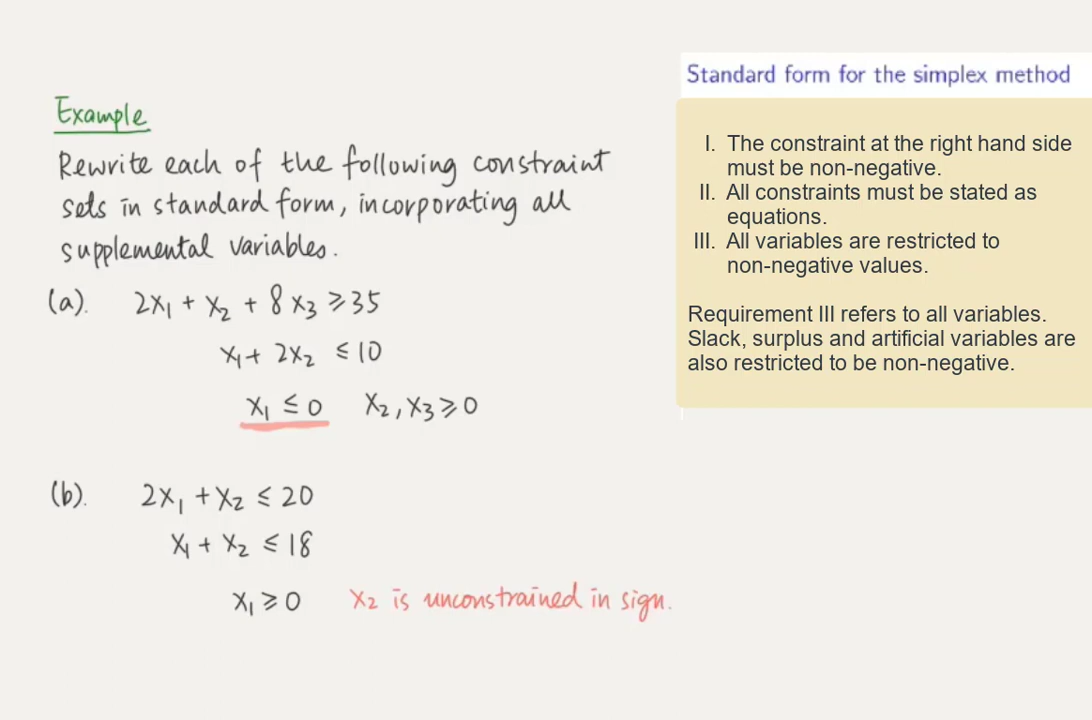 Example
Rewrite each of the following constraint
sets in standard form, incorporating all
supplemental variables.
(a). 2x₁ + x₂ + 8x₃ ≥ 35
x₁ + 2x₂ ≤ 10
x₁ ≤ 0 x₂, x₃ ≥ 0
(b). 2x₁ + x₂ ≤ 20
x₁ + x₂ ≤ 18
x₁ ≥ 0 x₂ is unconstrained in sign.
Standard form for the simplex method
I. The constraint at the right hand side
must be non-negative.
II. All constraints must be stated as
equations.
III. All variables are restricted to
non-negative values.
Requirement III refers to all variables.
Slack, surplus and artificial variables are
also restricted to be non-negative.